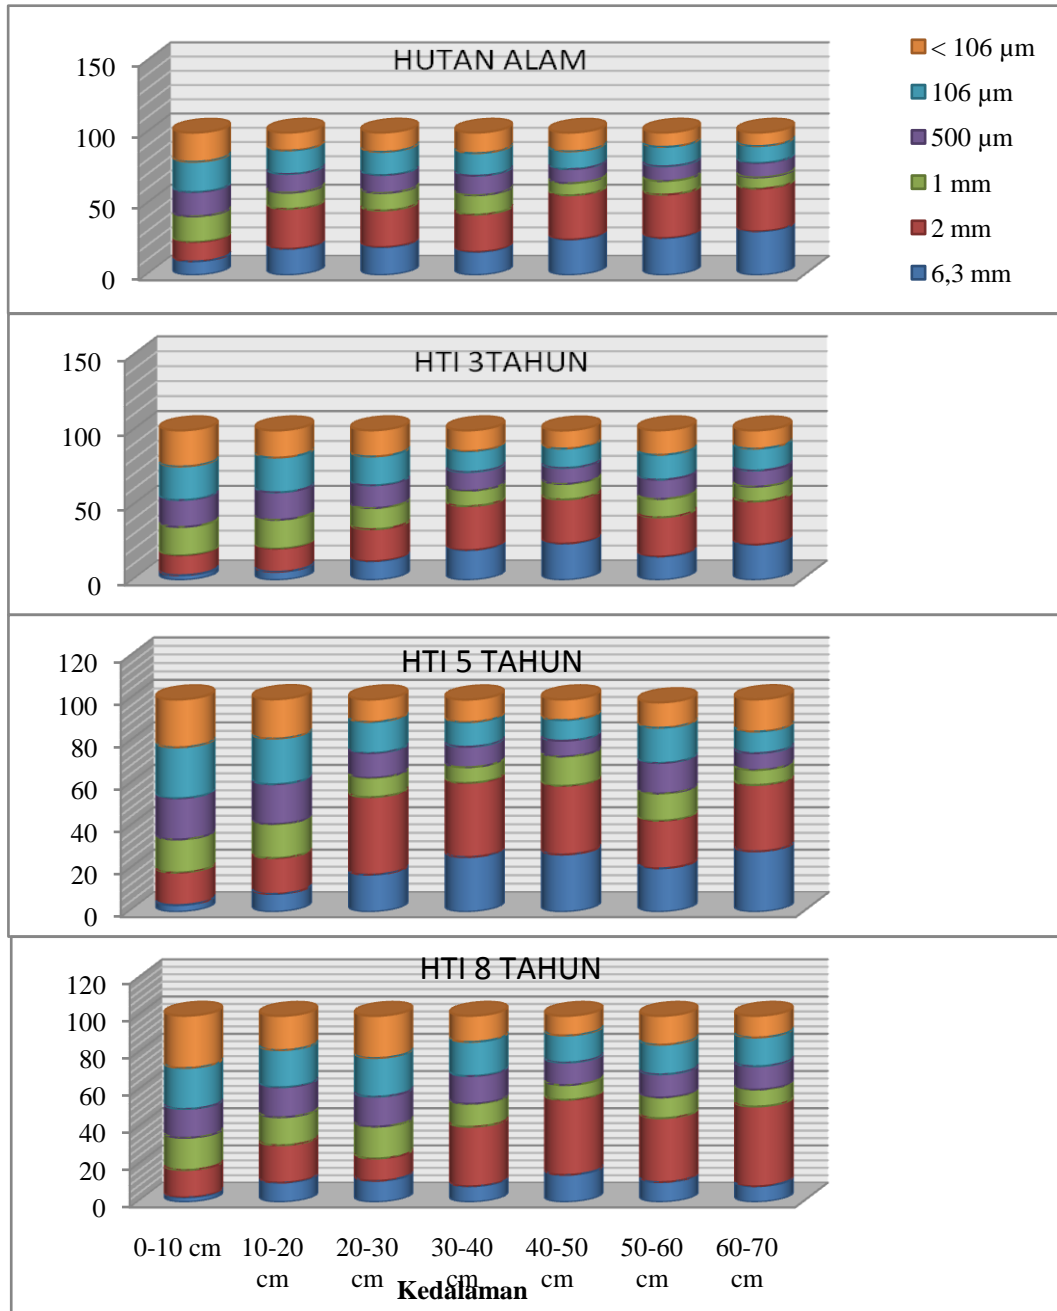 HUTAN ALAM
150
100
50
0
< 106 µm
106 µm
500 µm
1 mm
2 mm
6,3 mm
HTI 3TAHUN
150
100
50
0
HTI 5 TAHUN
120
100
80
60
40
20
0
HTI 8 TAHUN
120
100
80
60
40
20
0
0-10 cm
10-20
cm
20-30
cm
30-40
cm
40-50
cm
50-60
cm
60-70
cm
Kedalaman